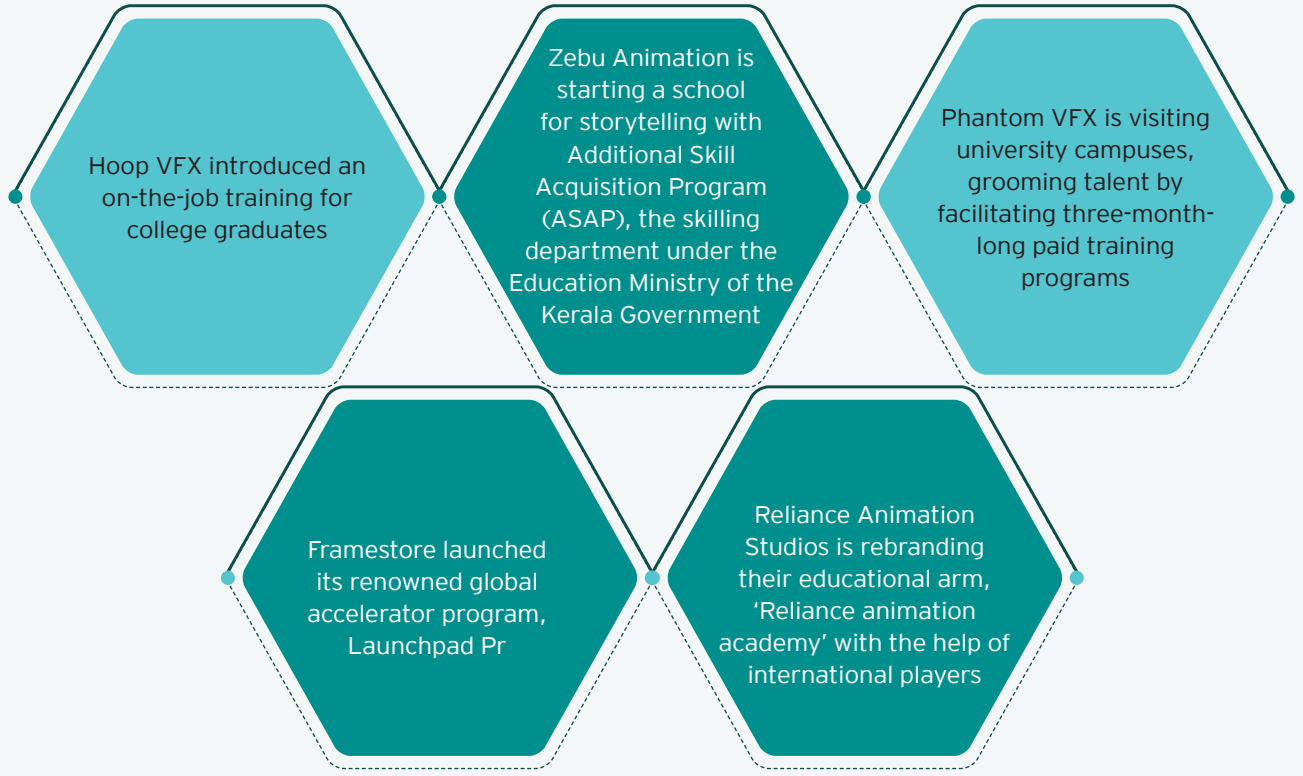 Hoop VFX introduced an
on-the-job training for
college graduates
Zebu Animation is
starting a school
for storytelling with
Additional Skill
Acquisition Program
(ASAP), the skilling
department under the
Education Ministry of the
Kerala Government
Phantom VFX is visiting
university campuses,
grooming talent by
facilitating three-month-
long paid training
programs
Framestore launched
its renowned global
accelerator program,
Launchpad Pr
Reliance Animation
Studios is rebranding
their educational arm,
‘Reliance animation
academy’ with the help of
international players